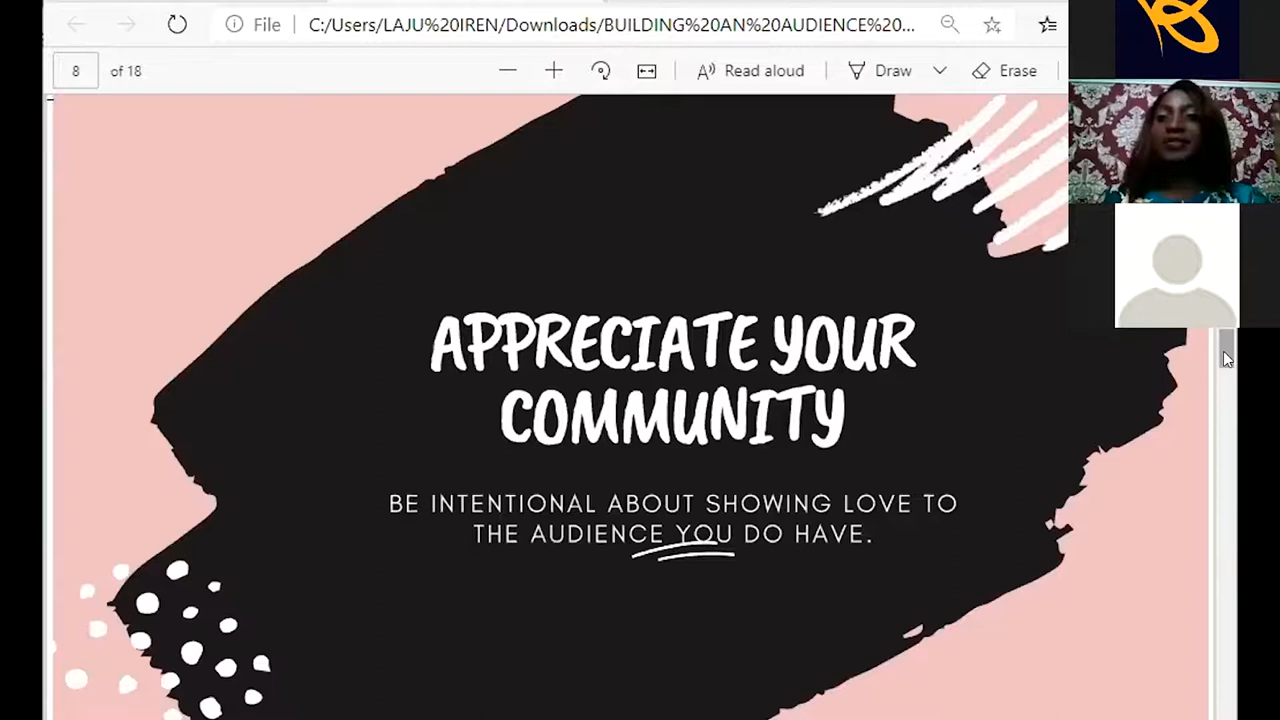 File C:/Users/LAJU%20IREN/Downloads/BUILDING%20AN%20AUDIENCE%20...
8 of 18 Read aloud Draw Erase
APPRECIATE YOUR
COMMUNITY
BE INTENTIONAL ABOUT SHOWING LOVE TO
THE AUDIENCE YOU DO HAVE.